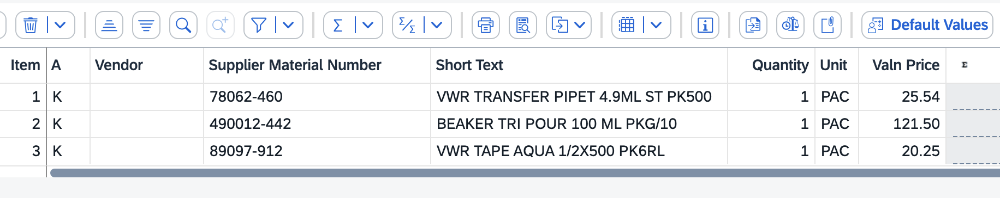 Default Values
Item A Vendor Supplier Material Number Short Text Quantity Unit Valn Price Σ
1 K 78062-460 VWR TRANSFER PIPET 4.9ML ST PK500 1 PAC 25.54
2 K 490012-442 BEAKER TRI POUR 100 ML PKG/10 1 PAC 121.50
3 K 89097-912 VWR TAPE AQUA 1/2X500 PK6RL 1 PAC 20.25